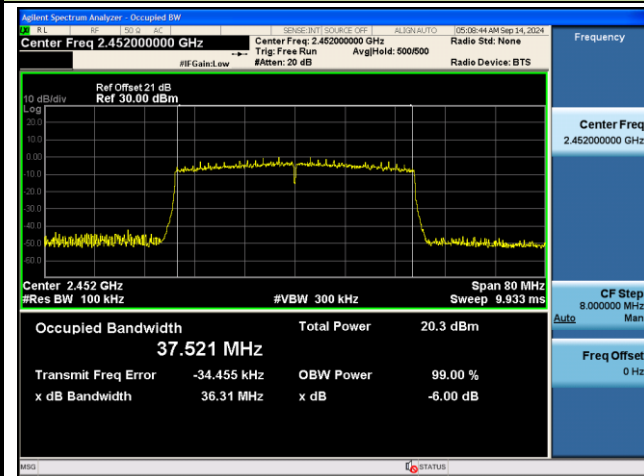 Agilent Spectrum Analyzer - Occupied BW
RL RF 50 Ω AC SENSE:INT SOURCE OFF ALIGN AUTO 05:08:44 AM Sep 14, 2024
Center Freq 2.452000000 GHz
Center Freq: 2.452000000 GHz
Radio Std: None
Trig: Free Run Avg|Hold: 500/500
#IFGain:Low
#Atten: 20 dB
Radio Device: BTS
Ref Offset 21 dB
10 dB/div Ref 30.00 dBm
Log
20.0
10.0
0.00
-10.0
-20.0
-30.0
-40.0
-50.0
-60.0
Center 2.452 GHz
Span 80 MHz
#Res BW 100 kHz
#VBW 300 kHz
Sweep 9.933 ms
Occupied Bandwidth
Total Power 20.3 dBm
37.521 MHz
Transmit Freq Error -34.455 kHz
OBW Power 99.00 %
x dB Bandwidth 36.31 MHz
x dB -6.00 dB
MSG
STATUS
Frequency
Center Freq
2.452000000 GHz
CF Step
8.000000 MHz
Auto Man
Freq Offset
0 Hz